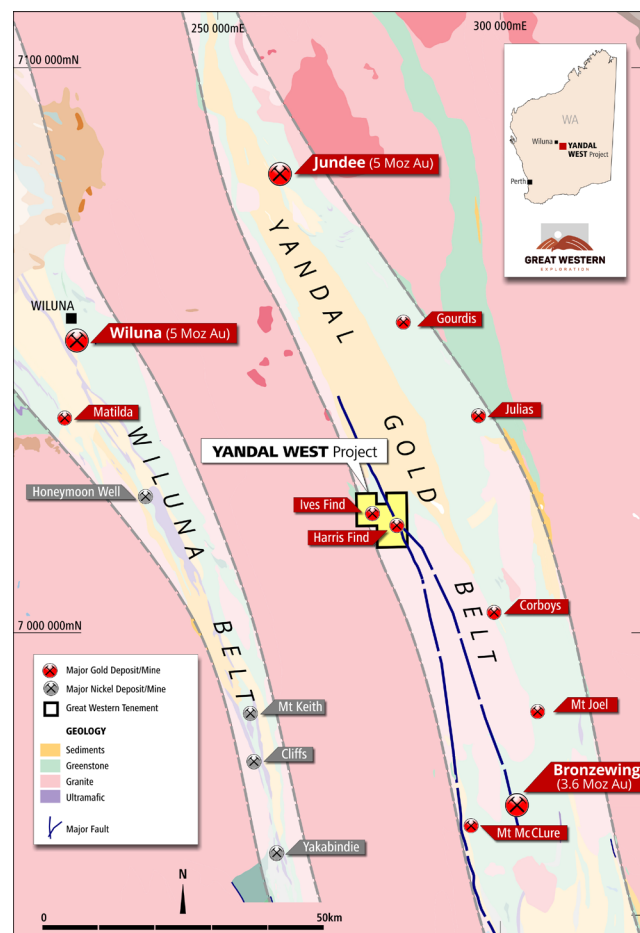 250 000mE
300 000mE
7100 000mN
WA
Wiluna
YANDAL
WEST Project
Perth
GREAT WESTERN
EXPLORATION
Jundee (5 Moz Au)
YANDAL
WILUNA
Wiluna (5 Moz Au)
Gourdis
Matilda
Julias
WILUNA
GOLD
YANDAL WEST Project
Honeymoon Well
Ives Find
Harris Find
BELT
BELT
Corboys
7 000 000mN
Major Gold Deposit/Mine
Major Nickel Deposit/Mine
Great Western Tenement
GEOLOGY
Sediments
Greenstone
Granite
Ultramafic
Major Fault
Mt Keith
Mt Joel
Cliffs
Bronzewing
(3.6 Moz Au)
Mt McClure
Yakabindie
N
0
50km